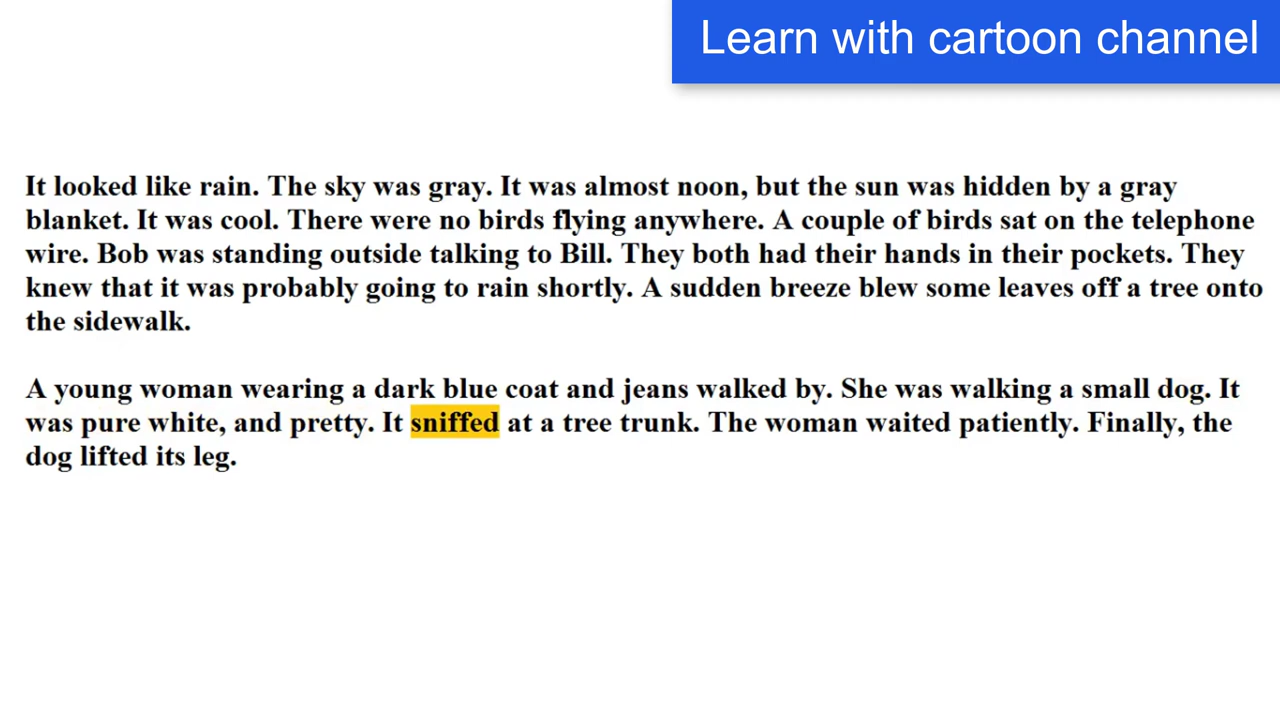 Learn with cartoon channel
It looked like rain. The sky was gray. It was almost noon, but the sun was hidden by a gray
blanket. It was cool. There were no birds flying anywhere. A couple of birds sat on the telephone
wire. Bob was standing outside talking to Bill. They both had their hands in their pockets. They
knew that it was probably going to rain shortly. A sudden breeze blew some leaves off a tree onto
the sidewalk.
A young woman wearing a dark blue coat and jeans walked by. She was walking a small dog. It
was pure white, and pretty. It sniffed at a tree trunk. The woman waited patiently. Finally, the
dog lifted its leg.